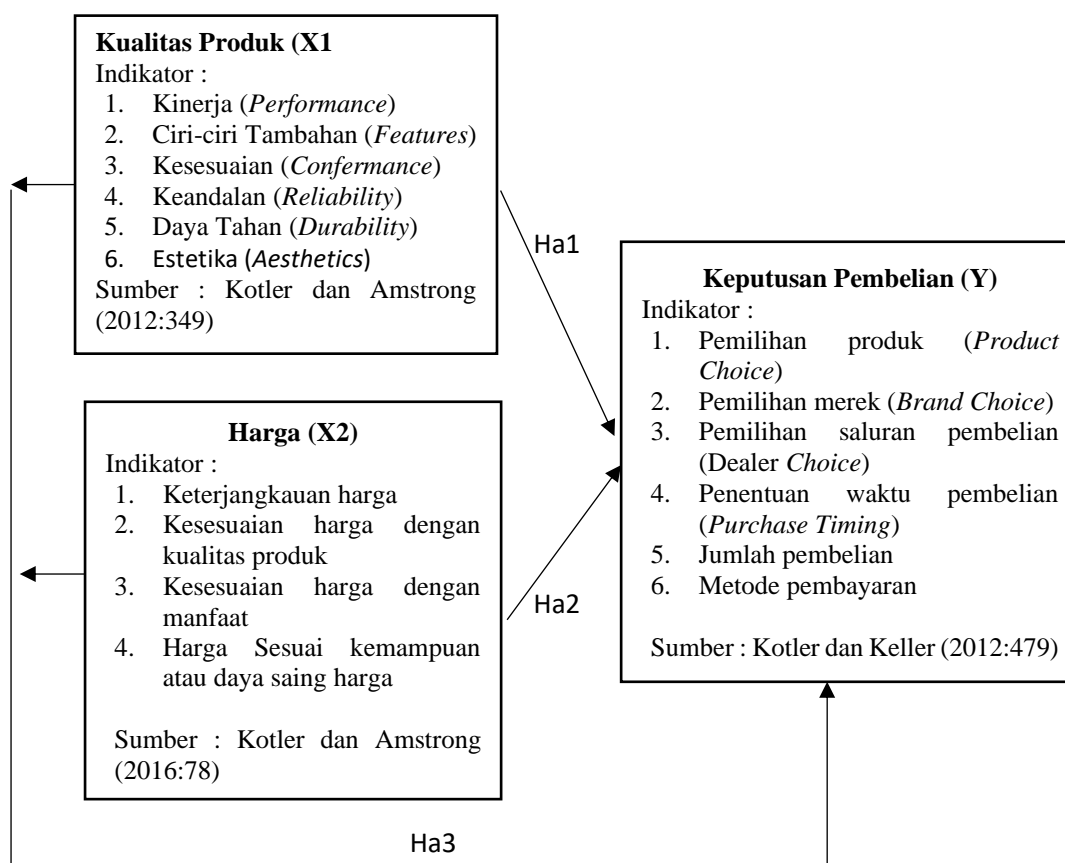 Kualitas Produk (X1
Indikator :
1. Kinerja (Performance)
2. Ciri-ciri Tambahan (Features)
3. Kesesuaian (Confermance)
4. Keandalan (Reliability)
5. Daya Tahan (Durability)
6. Estetika (Aesthetics)
Sumber : Kotler dan Amstrong
(2012:349)
Ha1
Harga (X2)
Indikator :
1. Keterjangkauan harga
2. Kesesuaian harga dengan
kualitas produk
3. Kesesuaian harga dengan
manfaat
4. Harga Sesuai kemampuan
atau daya saing harga
Sumber : Kotler dan Amstrong
(2016:78)
Ha2
Keputusan Pembelian (Y)
Indikator :
1. Pemilihan produk (Product
Choice)
2. Pemilihan merek (Brand Choice)
3. Pemilihan saluran pembelian
(Dealer Choice)
4. Penentuan waktu pembelian
(Purchase Timing)
5. Jumlah pembelian
6. Metode pembayaran
Sumber : Kotler dan Keller (2012:479)
Ha3